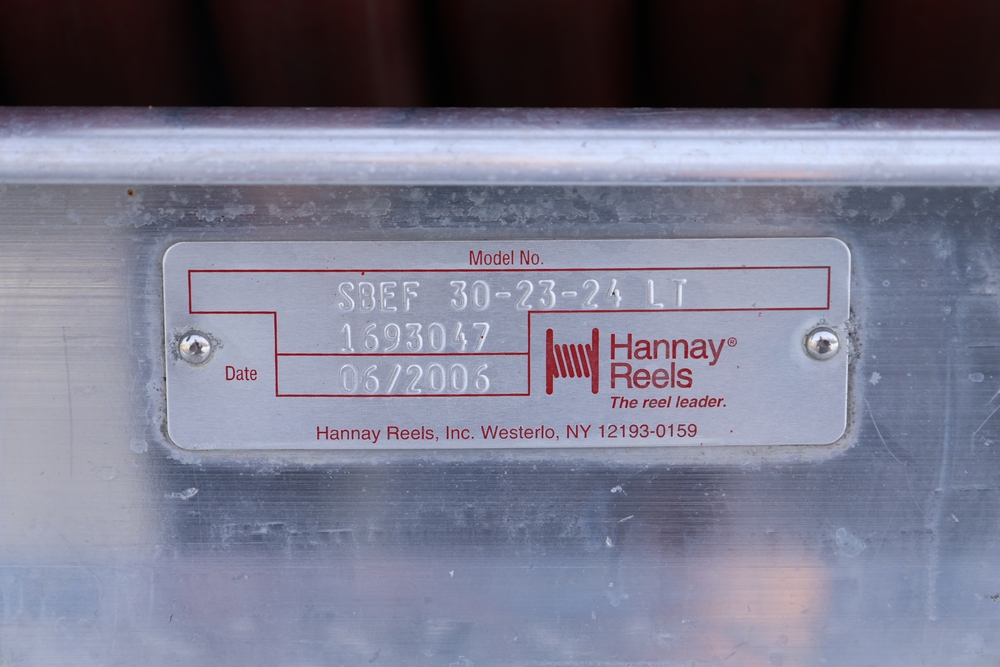 Model No.
SBEF 30-23-24 LT
1693047
Date 06/2006
Hannay®
Reels
The reel leader.
Hannay Reels, Inc. Westerlo, NY 12193-0159